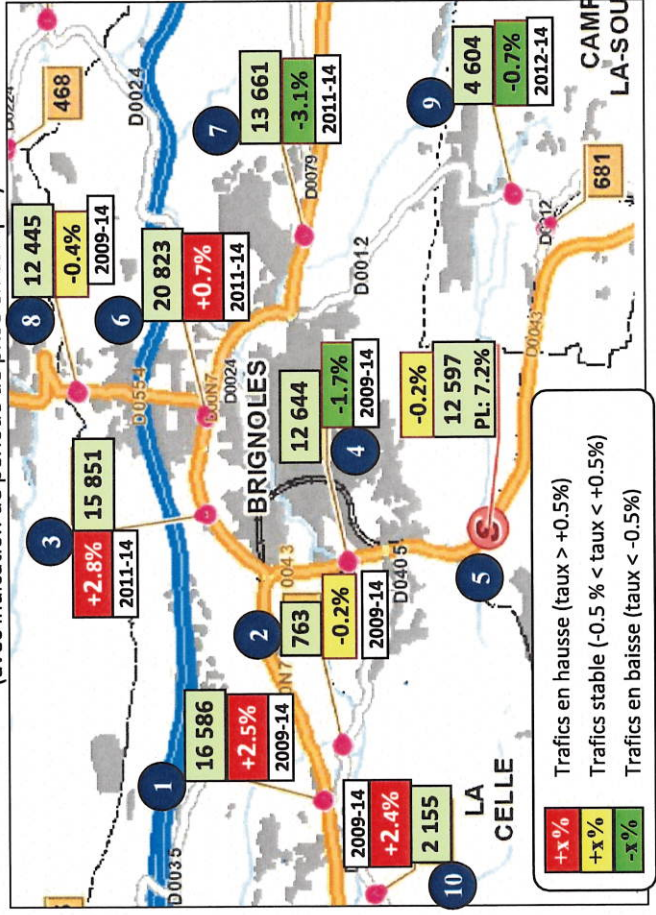 D0224
468
D0024
8
12 445
-0.4%
2009-14
7
13 661
-3.1%
2011-14
6
20 823
+0.7%
2011-14
9
4 604
-0.7%
2012-14
CAMP
LA-SOU
681
D0079
D0012
D0012
D0554
D0024
3
15 851
+2.8%
2011-14
BRIGNOLES
12 644
-1.7%
2009-14
4
-0.2%
12 597
PL: 7.2%
D0043
5
D0405
2
763
-0.2%
2009-14
0043
1
16 586
+2.5%
2009-14
D0035
2009-14
+2.4%
2 155
10
LA
CELLE
+x% Trafics en hausse (taux > +0.5%)
+x% Trafics stable (-0.5 % < taux < +0.5%)
-x% Trafics en baisse (taux < -0.5%)